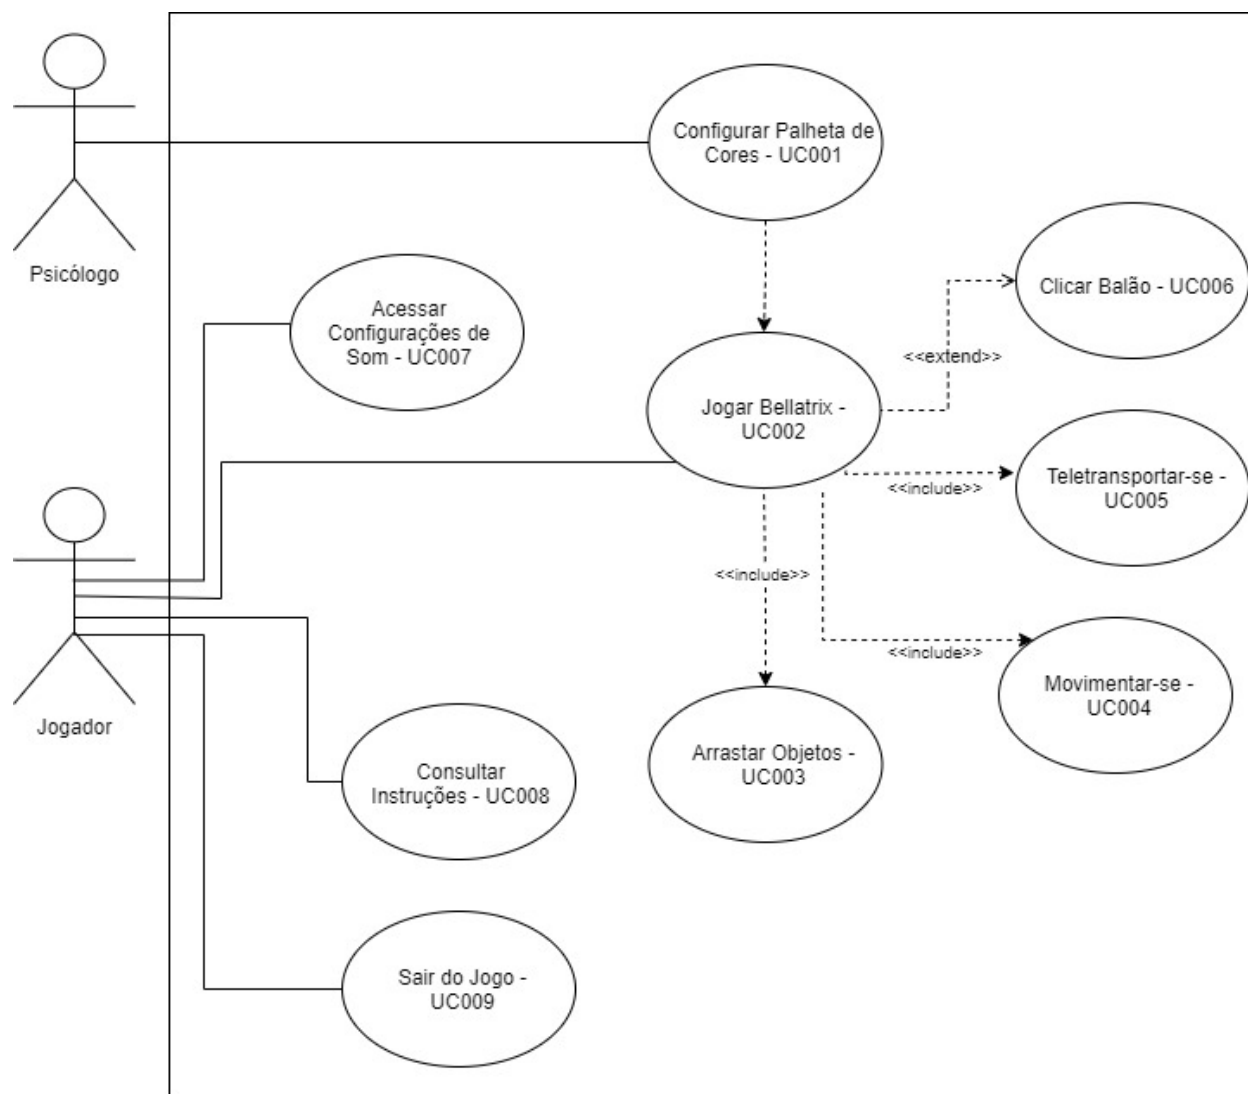 Configurar Palheta de
Cores - UC001
Psicólogo
Clicar Balão - UC006
Acessar
Configurações de
Som - UC007
<<extend>>
Jogar Bellatrix -
UC002
Teletransportar-se -
UC005
<<include>>
<<include>>
<<include>>
Movimentar-se -
UC004
Jogador
Arrastar Objetos -
UC003
Consultar
Instruções - UC008
Sair do Jogo -
UC009